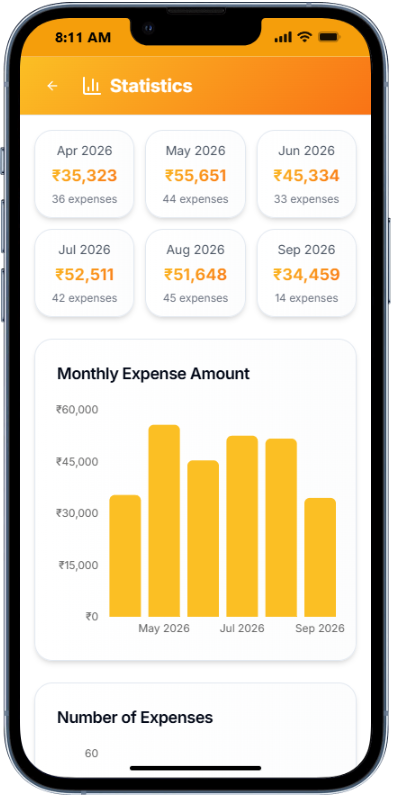 8:11 AM
Statistics
Apr 2026 May 2026 Jun 2026
₹35,323 ₹55,651 ₹45,334
36 expenses 44 expenses 33 expenses
Jul 2026 Aug 2026 Sep 2026
₹52,511 ₹51,648 ₹34,459
42 expenses 45 expenses 14 expenses
Monthly Expense Amount
₹60,000
₹45,000
₹30,000
₹15,000
₹0
May 2026 Jul 2026 Sep 2026
Number of Expenses
60